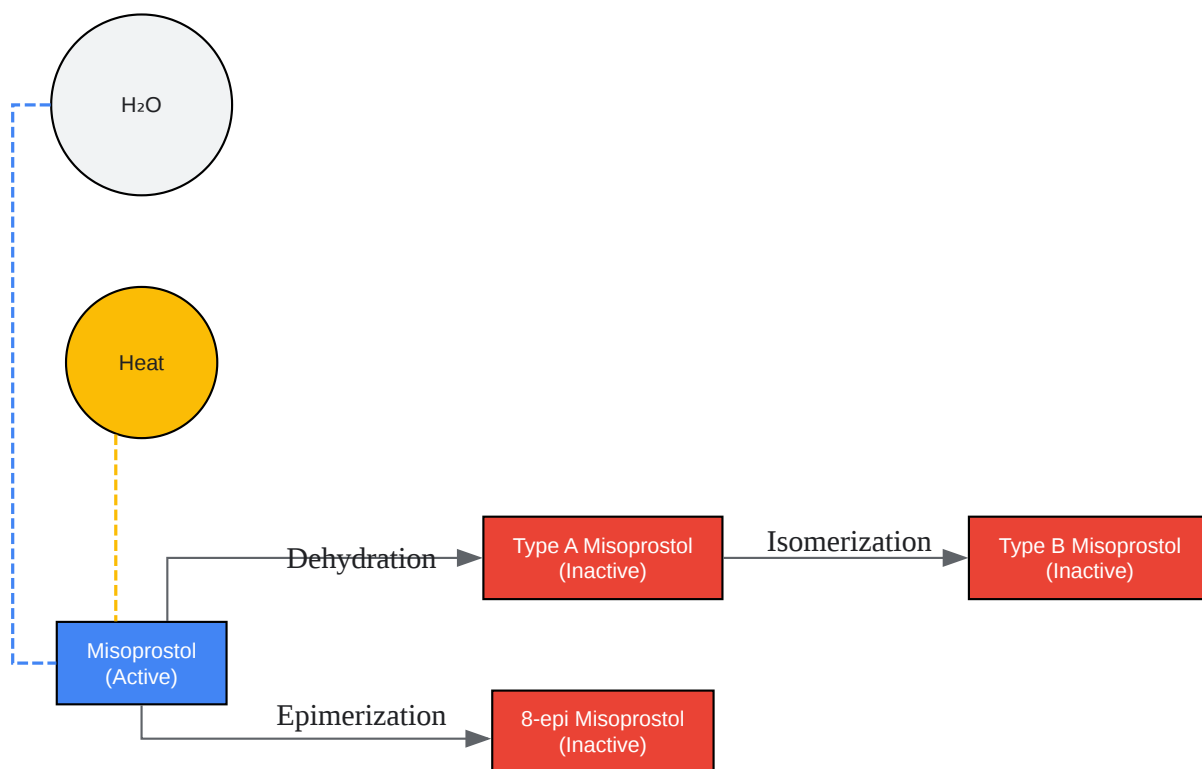 H₂O
Heat
Dehydration
Type A Misoprostol
(Inactive)
Isomerization
Type B Misoprostol
(Inactive)
Misoprostol
(Active)
Epimerization
8-epi Misoprostol
(Inactive)